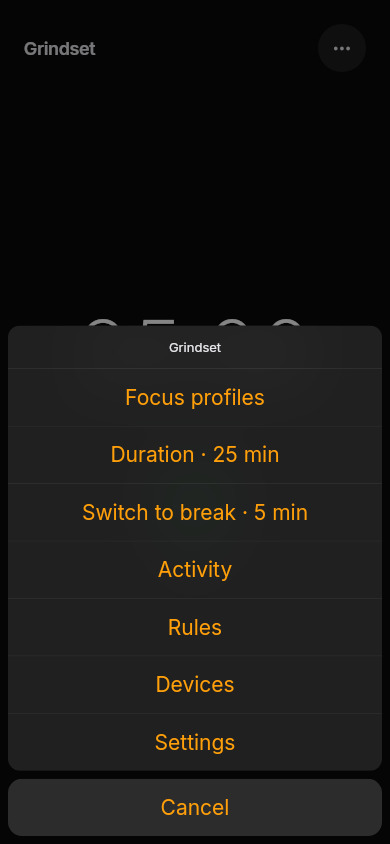 Grindset
Grindset
Focus profiles
Duration · 25 min
Switch to break · 5 min
Activity
Rules
Devices
Settings
Cancel